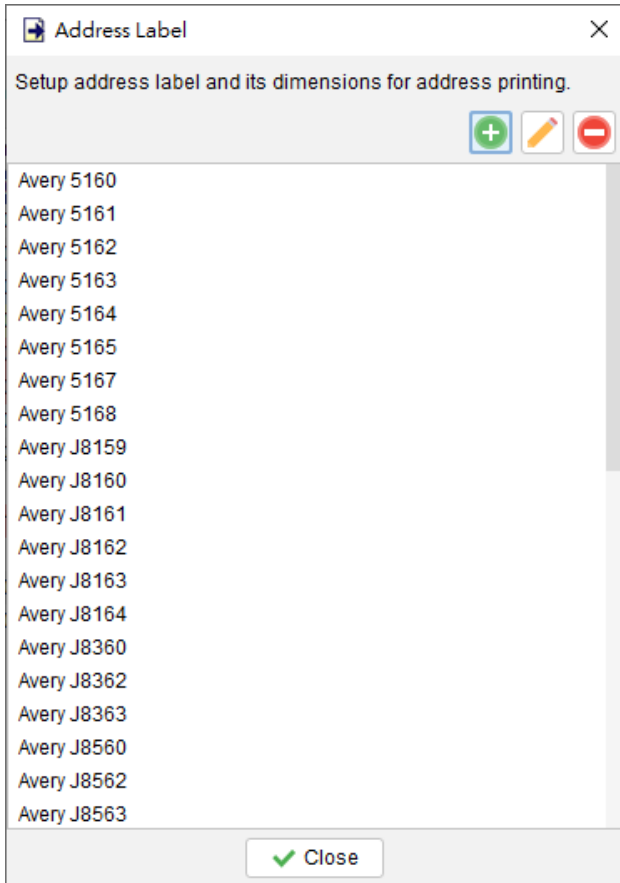 Address Label
Setup address label and its dimensions for address printing.
Avery 5160
Avery 5161
Avery 5162
Avery 5163
Avery 5164
Avery 5165
Avery 5167
Avery 5168
Avery J8159
Avery J8160
Avery J8161
Avery J8162
Avery J8163
Avery J8164
Avery J8360
Avery J8362
Avery J8363
Avery J8560
Avery J8562
Avery J8563
Close